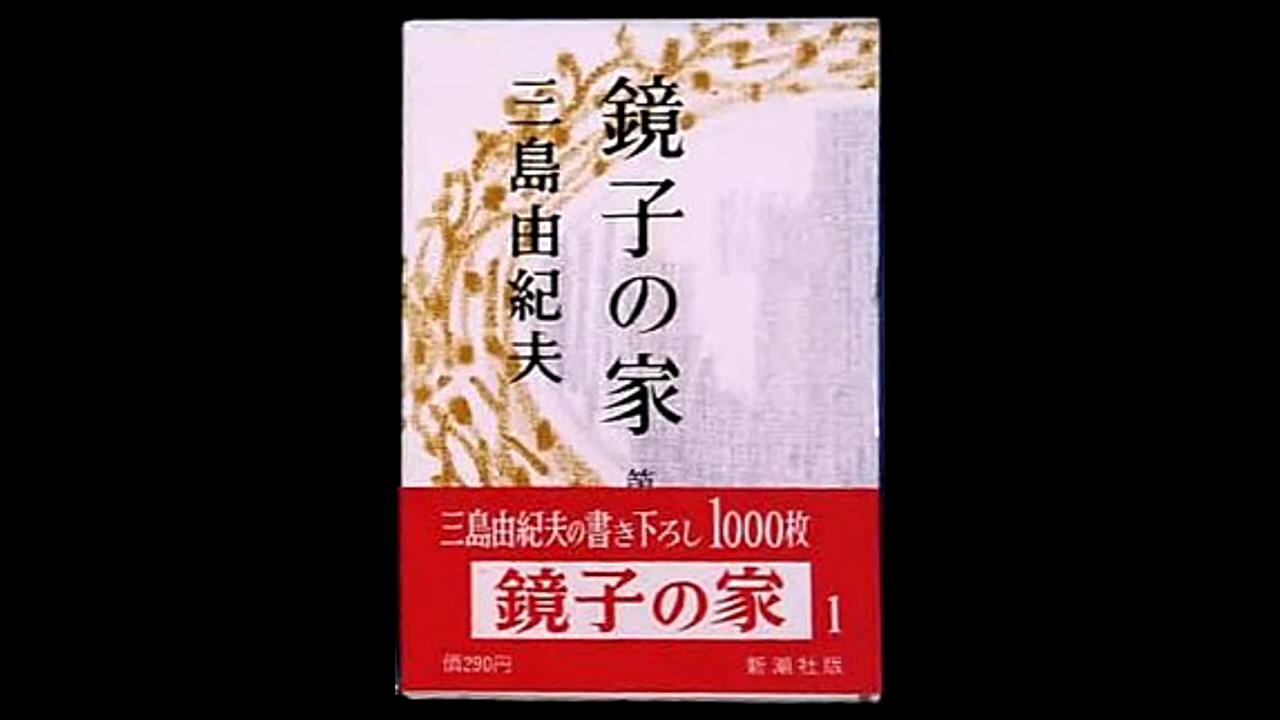 鏡子の家
三島由紀夫
三島由紀夫の書き下ろし 1000枚
鏡子の家 1
価290円
新潮社版